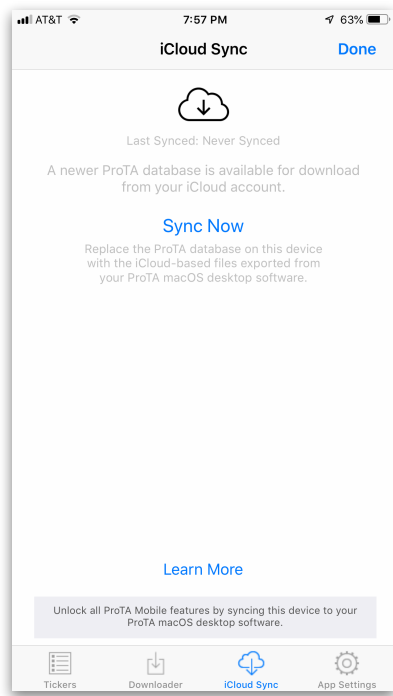 AT&T 7:57 PM 63%
iCloud Sync Done
Last Synced: Never Synced
A newer ProTA database is available for download
from your iCloud account.
Sync Now
Replace the ProTA database on this device
with the iCloud-based files exported from
your ProTA macOS desktop software.
Learn More
Unlock all ProTA Mobile features by syncing this device to your
ProTA macOS desktop software.
Tickers Downloader iCloud Sync App Settings